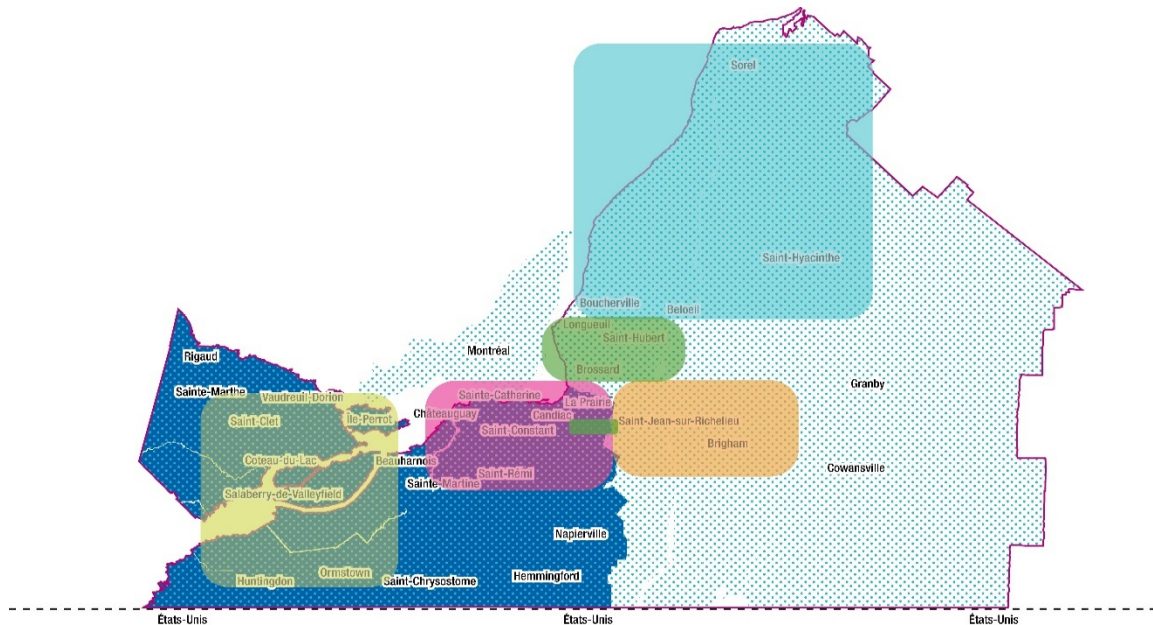 Sorel
Saint-Hyacinthe
Boucherville
Beloeil
Longueuil
Saint-Hubert
Montréal
Rigaud
Brossard
Granby
Sainte-Marthe
Vaudreuil-Dorion
Sainte-Catherine
La Prairie
Châteauguay
Candiac
Île-Perrot
Saint-Clet
Saint-Jean-sur-Richelieu
Saint-Constant
Brigham
Coteau-du-Lac
Beauharnois
Cowansville
Saint-Rémi
Sainte-Martine
Salaberry-de-Valleyfield
Napierville
Ormstown
Hemmingford
Huntingdon
Saint-Chrysostome
États-Unis
États-Unis
États-Unis